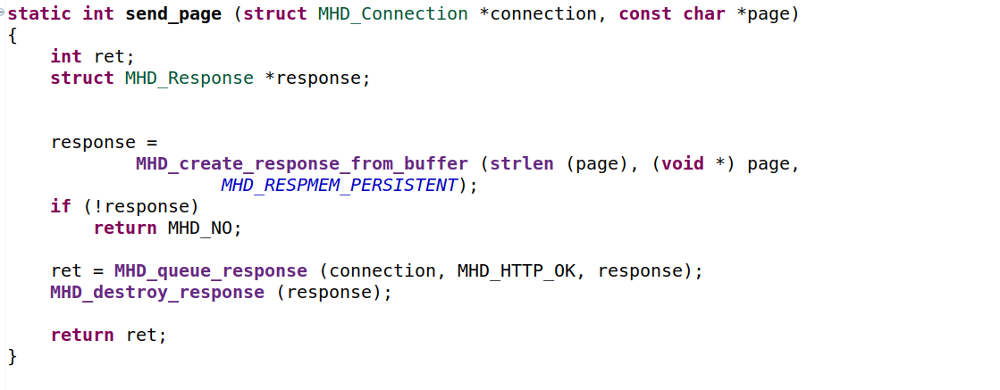 static int send_page (struct MHD_Connection *connection, const char *page)
{
    int ret;
    struct MHD_Response *response;


    response =
            MHD_create_response_from_buffer (strlen (page), (void *) page,
                    MHD_RESPMEM_PERSISTENT);
    if (!response)
        return MHD_NO;

    ret = MHD_queue_response (connection, MHD_HTTP_OK, response);
    MHD_destroy_response (response);

    return ret;
}